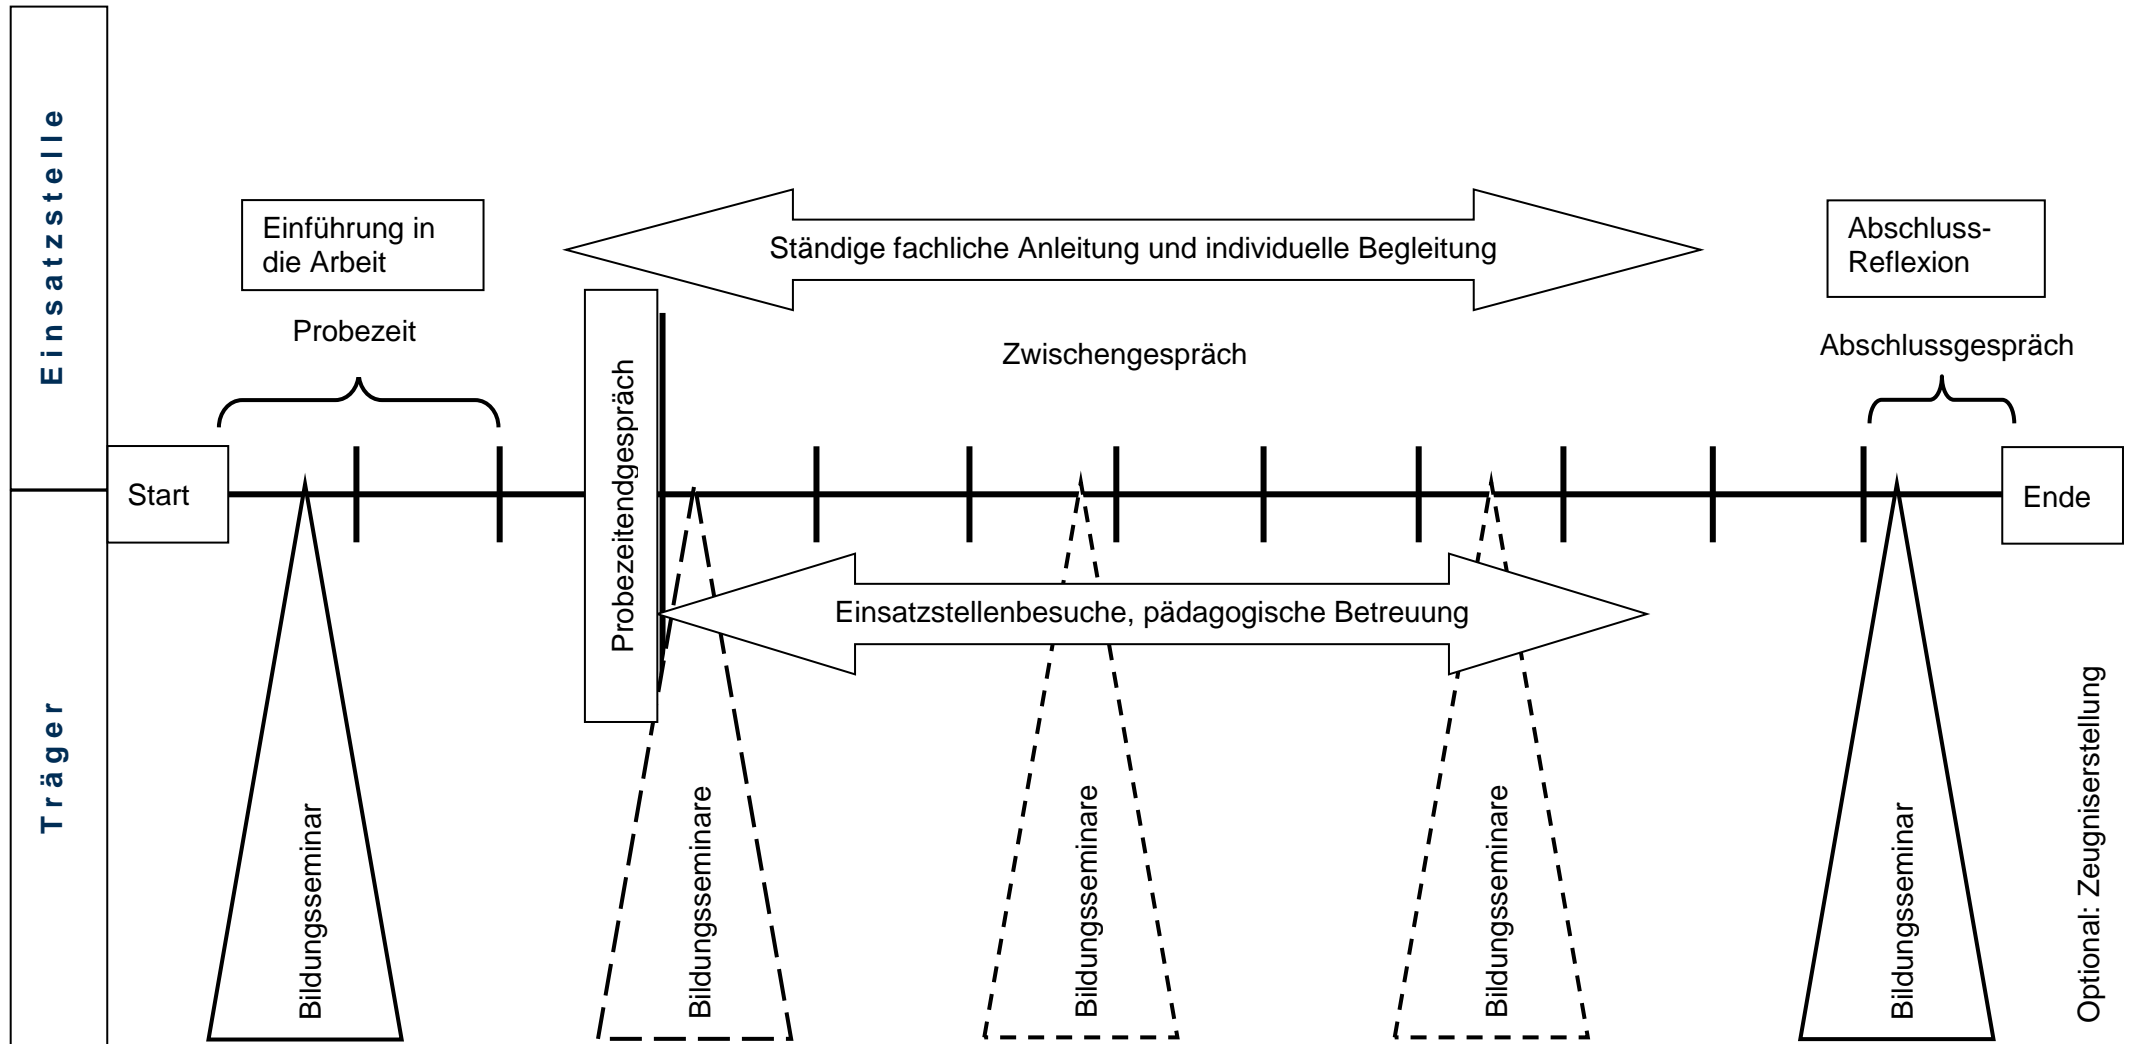 Einsatzstelle
Einführung in
die Arbeit
Ständige fachliche Anleitung und individuelle Begleitung
Abschluss-
Reflexion
Probezeit
Zwischengespräch
Abschlussgespräch
Probezeitendgespräch
Start
Ende
Träger
Einsatzstellenbesuche, pädagogische Betreuung
Bildungsseminar
Bildungsseminare
Bildungsseminare
Bildungsseminare
Bildungsseminar
Optional: Zeugniserstellung